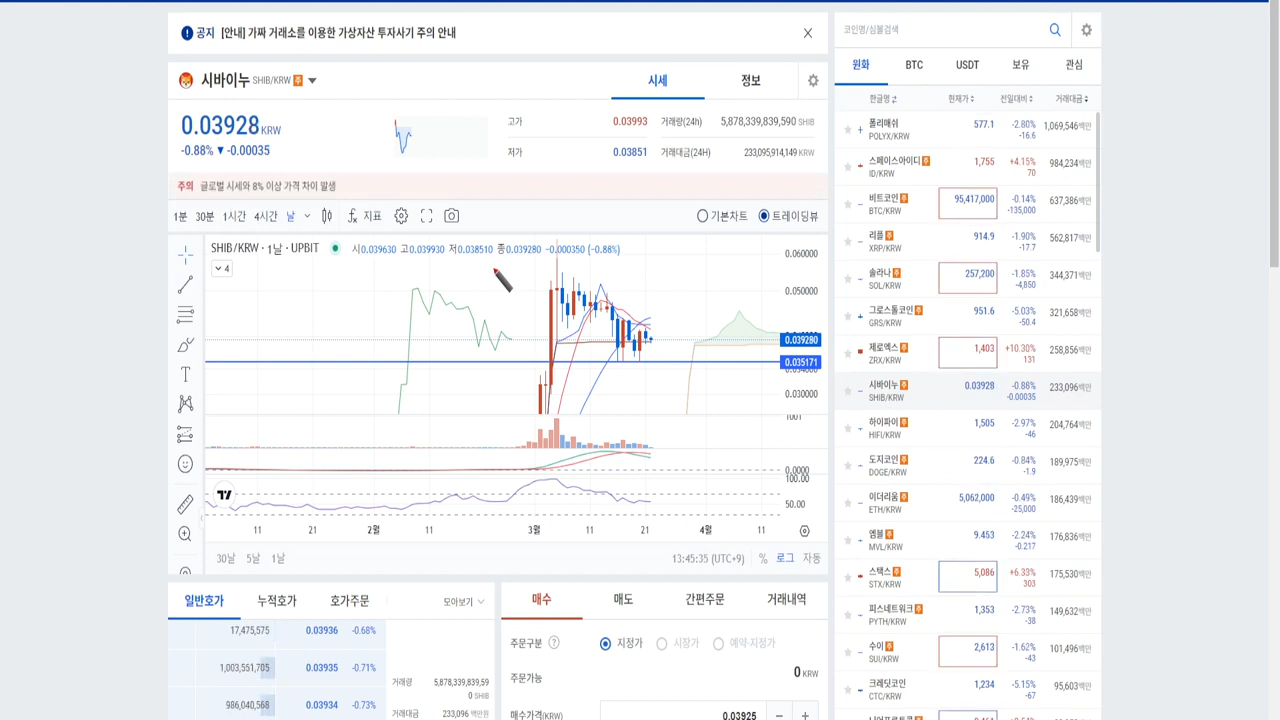 공지 [안내] 가짜 거래소를 이용한 가상자산 투자사기 주의 안내
시바이누 SHIB/KRW 주
시세 정보
0.03928 KRW
-0.88% ▼ -0.00035
고가 0.03993 거래량(24h) 5,878,339,839,590 SHIB
저가 0.03851 거래대금(24H) 233,095,914,149 KRW
주의 글로벌 시세와 8% 이상 가격 차이 발생
1분 30분 1시간 4시간 날 지표 기본차트 트레이딩뷰
SHIB/KRW · 1날 · UPBIT 시0.039630 고0.039930 저0.038510 종0.039280 -0.000350 (-0.88%)
4
0.060000
0.050000
0.039280
0.035171
0.030000
0.0000
100.00
50.00
11 21 2월 11 3월 11 21 4월 11
30날 5날 1날 13:45:35 (UTC+9) % 로그 자동
일반호가 누적호가 호가주문 모아보기
17,475,575 0.03936 -0.68%
1,003,551,705 0.03935 -0.71%
986,040,568 0.03934 -0.73%
거래량 5,878,339,839,59
0 SHIB
거래대금 233,096 백만원
매수 매도 간편주문 거래내역
주문구분 ? 지정가 시장가 예약-지정가
주문가능 0 KRW
매수가격(KRW) 0.03925 − +
코인명/심볼검색
원화 BTC USDT 보유 관심
한글명 현재가 전일대비 거래대금
폴리매쉬 577.1 -2.80% 1,069,546백만
POLYX/KRW -16.6
스페이스아이디 주 1,755 +4.15% 984,234백만
ID/KRW 70
비트코인 주 95,417,000 -0.14% 637,386백만
BTC/KRW -135,000
리플 주 914.9 -1.90% 562,817백만
XRP/KRW -17.7
솔라나 주 257,200 -1.85% 344,371백만
SOL/KRW -4,850
그로스톨코인 주 951.6 -5.03% 321,658백만
GRS/KRW -50.4
제로엑스 주 1,403 +10.30% 258,856백만
ZRX/KRW 131
시바이누 주 0.03928 -0.88% 233,096백만
SHIB/KRW -0.00035
하이파이 주 1,505 -2.97% 204,764백만
HIFI/KRW -46
도지코인 주 224.6 -0.84% 189,975백만
DOGE/KRW -1.9
이더리움 주 5,062,000 -0.49% 186,439백만
ETH/KRW -25,000
엠블 주 9.453 -2.24% 176,836백만
MVL/KRW -0.217
스택스 주 5,086 +6.33% 175,530백만
STX/KRW 303
피스네트워크 주 1,353 -2.73% 149,632백만
PYTH/KRW -38
수이 주 2,613 -1.62% 101,496백만
SUI/KRW -43
크레딧코인 1,234 -5.15% 95,603백만
CTC/KRW -67